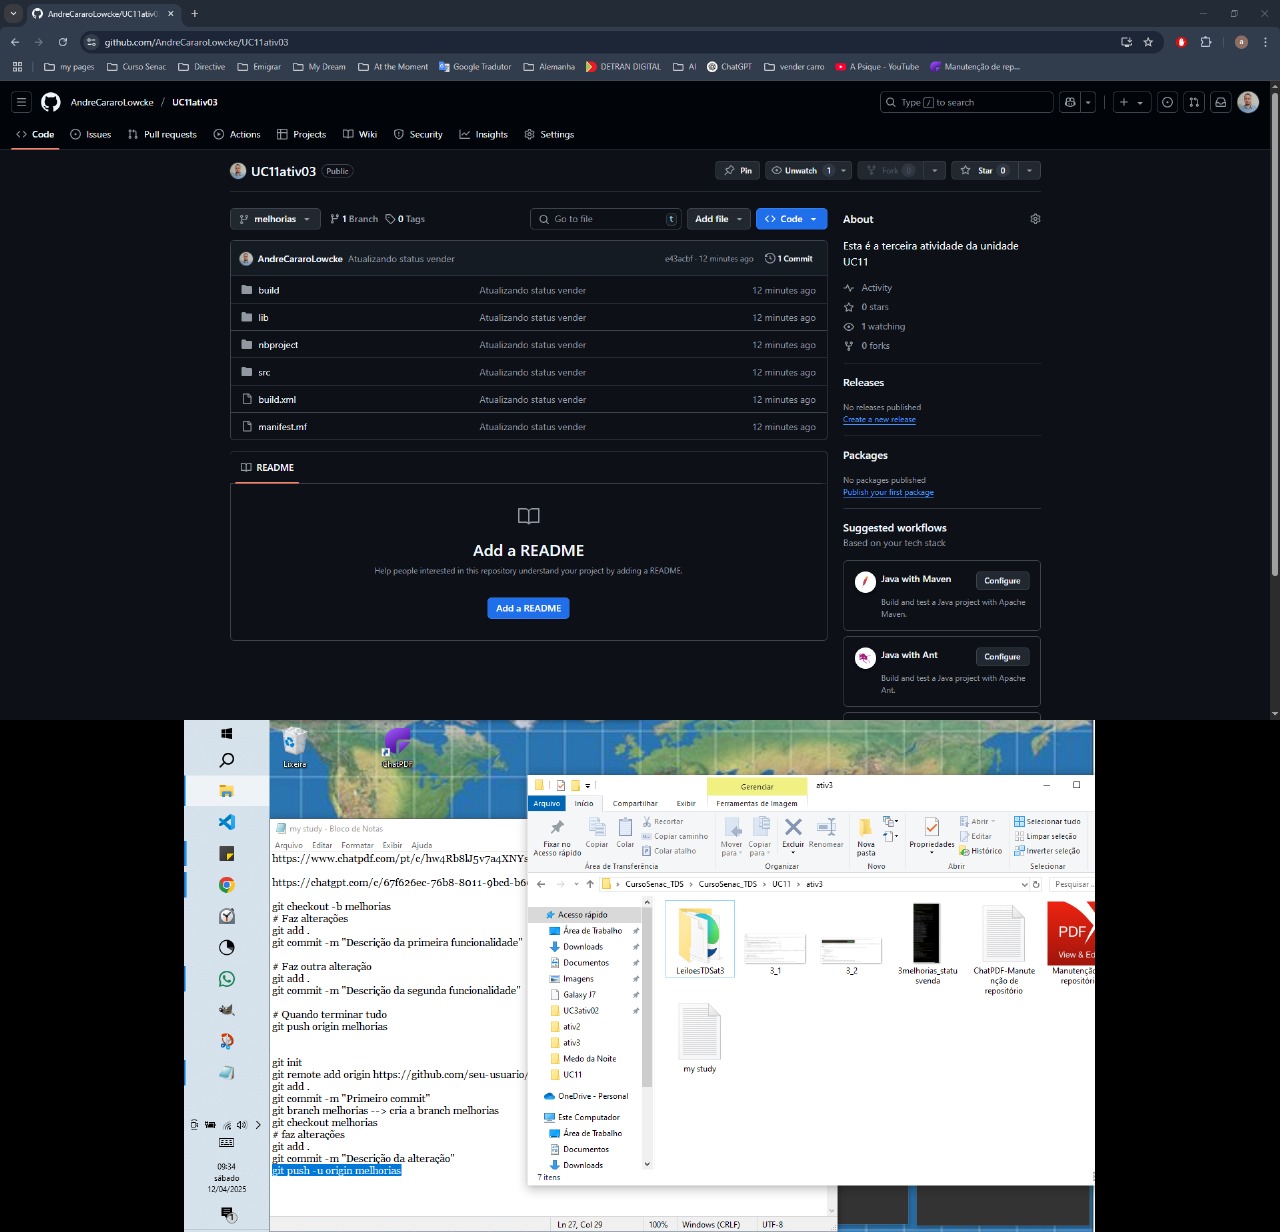 AndreCararoLowcke/UC11ativ0
github.com/AndreCararoLowcke/UC11ativ03
my pages
Curso Senac
Directive
Emigrar
My Dream
At the Moment
Google Tradutor
Alemanha
DETRAN DIGITAL
AI
ChatGPT
vender carro
A Psique - YouTube
Manutenção de rep...
AndreCararoLowcke / UC11ativ03
Type / to search
Code
Issues
Pull requests
Actions
Projects
Wiki
Security
Insights
Settings
UC11ativ03 Public
Pin
Unwatch 1
Fork 0
Star 0
melhorias
1 Branch
0 Tags
Go to file t
Add file
Code
AndreCararoLowcke Atualizando status vender e43acbf · 12 minutes ago 1 Commit
build Atualizando status vender 12 minutes ago
lib Atualizando status vender 12 minutes ago
nbproject Atualizando status vender 12 minutes ago
src Atualizando status vender 12 minutes ago
build.xml Atualizando status vender 12 minutes ago
manifest.mf Atualizando status vender 12 minutes ago
README
Add a README
Help people interested in this repository understand your project by adding a README.
Add a README
About
Esta é a terceira atividade da unidade
UC11
Activity
0 stars
1 watching
0 forks
Releases
No releases published
Create a new release
Packages
No packages published
Publish your first package
Suggested workflows
Based on your tech stack
Java with Maven
Configure
Build and test a Java project with Apache
Maven.
Java with Ant
Configure
Build and test a Java project with Apache
Ant.
Lixeira
ChatPDF
my study - Bloco de Notas
Arquivo Editar Formatar Exibir Ajuda
https://www.chatpdf.com/pt/c/hw4Rb8lJ5v7a4XNYs
https://chatgpt.com/c/67f626ec-76b8-8011-9bcd-b6
git checkout -b melhorias
# Faz alterações
git add .
git commit -m "Descrição da primeira funcionalidade"
# Faz outra alteração
git add .
git commit -m "Descrição da segunda funcionalidade"
# Quando terminar tudo
git push origin melhorias
git init
git remote add origin https://github.com/seu-usuario/
git add .
git commit -m "Primeiro commit"
git branch melhorias --> cria a branch melhorias
git checkout melhorias
# faz alterações
git add .
git commit -m "Descrição da alteração"
git push -u origin melhorias
Ln 27, Col 29 100% Windows (CRLF) UTF-8
09:34
sábado
12/04/2025
1
Gerenciar
ativ3
Arquivo
Início
Compartilhar
Exibir
Ferramentas de Imagem
Fixar no
Acesso rápido
Copiar
Colar
Recortar
Copiar caminho
Colar atalho
Área de Transferência
Mover
para
Copiar
para
Excluir
Renomear
Organizar
Nova
pasta
Novo
Propriedades
Abrir
Editar
Histórico
Abrir
Selecionar tudo
Limpar seleção
Inverter seleção
Selecionar
CursoSenac_TDS > CursoSenac_TDS > UC11 > ativ3
Pesquisar ...
Acesso rápido
Área de Trabalho
Downloads
Documentos
Imagens
Galaxy J7
UC3ativ02
ativ2
ativ3
Medo da Noite
UC11
OneDrive - Personal
Este Computador
Área de Trabalho
Documentos
Downloads
7 itens
LeiloesTDSat3
3_1
3_2
3melhorias_statu
svenda
ChatPDF-Manute
nção de
repositório
PDF
View & Ed
Manutenção
repositóri
my study